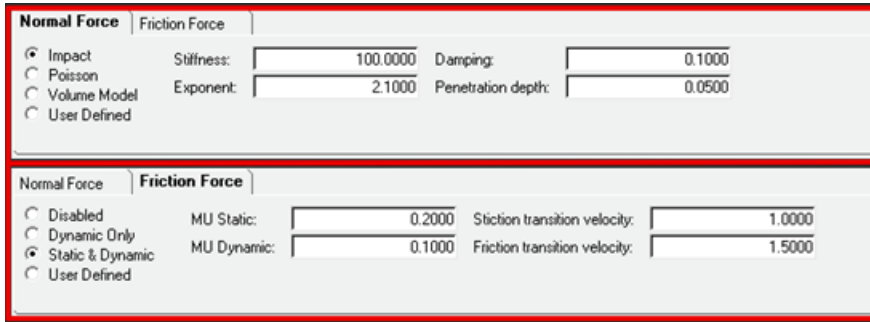 Normal Force Friction Force
Impact Stiffness: 100.0000 Damping: 0.1000
Poisson
Exponent: 2.1000 Penetration depth: 0.0500
Volume Model
User Defined
Normal Force Friction Force
Disabled MU Static: 0.2000 Stiction transition velocity: 1.0000
Dynamic Only
MU Dynamic: 0.1000 Friction transition velocity: 1.5000
Static & Dynamic
User Defined